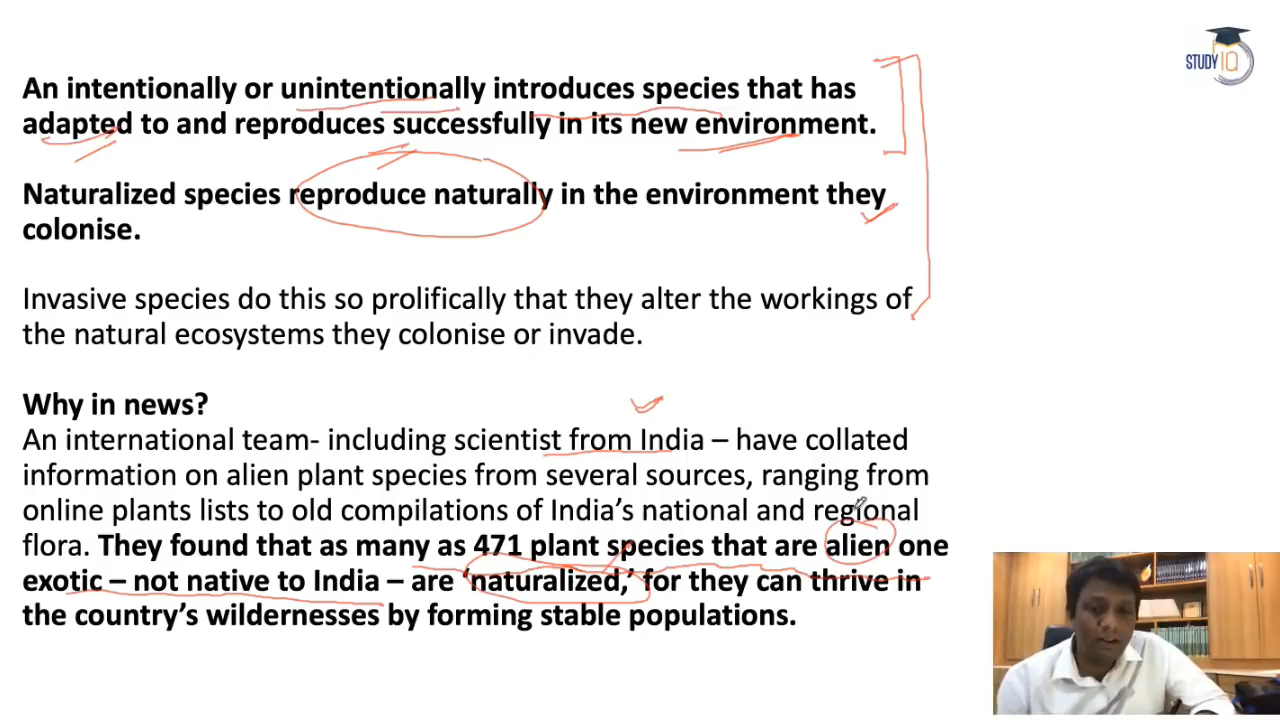 STUDY IQ
An intentionally or unintentionally introduces species that has
adapted to and reproduces successfully in its new environment.
Naturalized species reproduce naturally in the environment they
colonise.
Invasive species do this so prolifically that they alter the workings of
the natural ecosystems they colonise or invade.
Why in news?
An international team- including scientist from India – have collated
information on alien plant species from several sources, ranging from
online plants lists to old compilations of India’s national and regional
flora. They found that as many as 471 plant species that are alien one
exotic – not native to India – are ‘naturalized,’ for they can thrive in
the country’s wildernesses by forming stable populations.